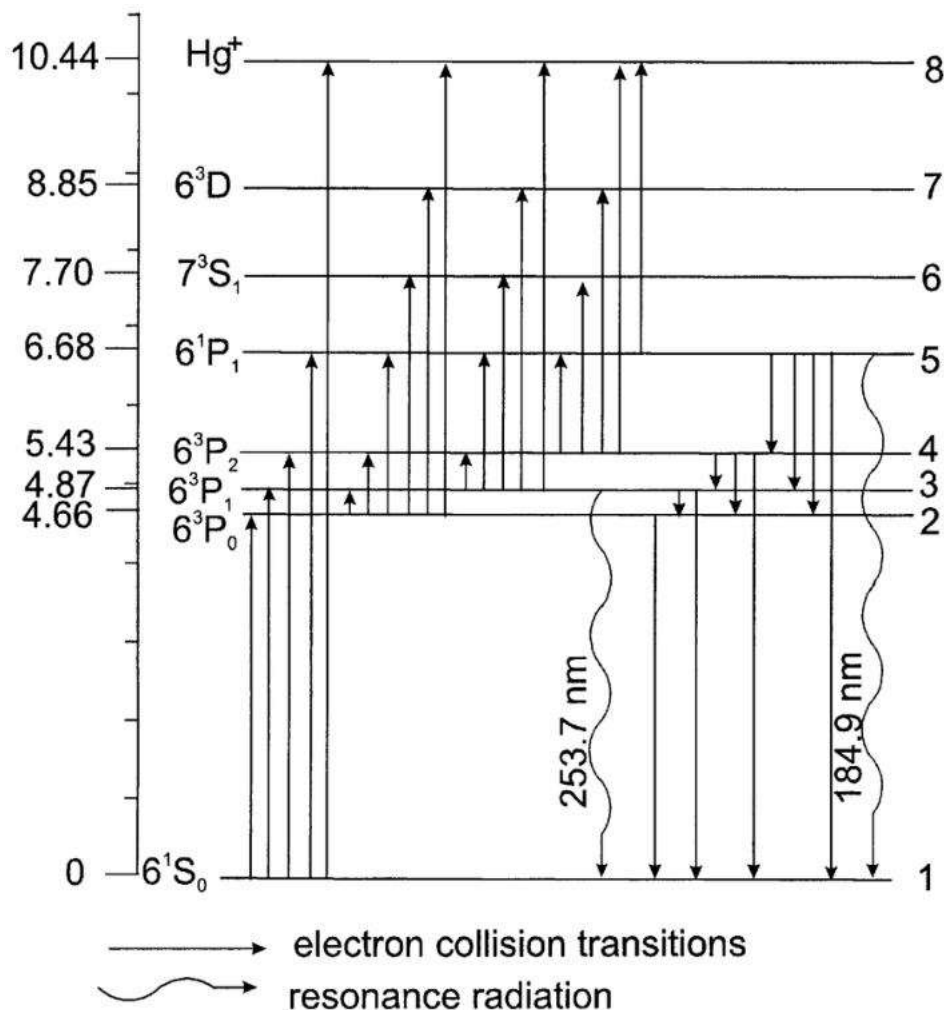 10.44 Hg⁺ 8
8.85 6³D 7
7.70 7³S₁ 6
6.68 6¹P₁ 5
5.43 6³P₂ 4
4.87 6³P₁ 3
4.66 6³P₀ 2
253.7 nm
184.9 nm
0 6¹S₀ 1
electron collision transitions
resonance radiation